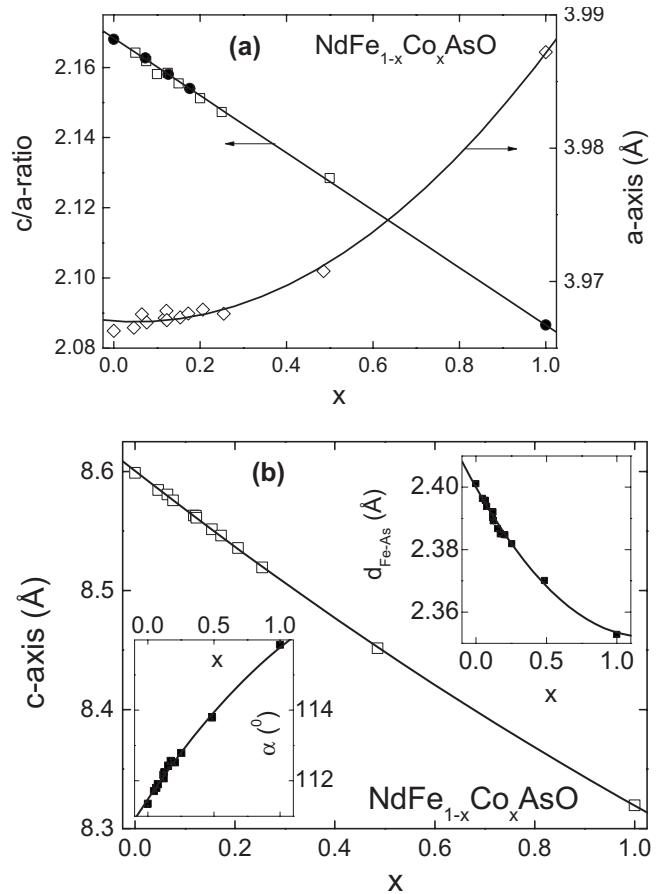 (a) NdFe1-xCoxAsO
c/a-ratio
2.16
2.14
2.12
2.10
2.08
a-axis (Å)
3.99
3.98
3.97
0.0 0.2 0.4 0.6 0.8 1.0
x
(b)
c-axis (Å)
8.6
8.5
8.4
8.3
dFe-As (Å)
2.40
2.38
2.36
0.0 0.5 1.0
x
0.0 0.5 1.0
x
α (0)
114
112
NdFe1-xCoxAsO
0.0 0.2 0.4 0.6 0.8 1.0
x